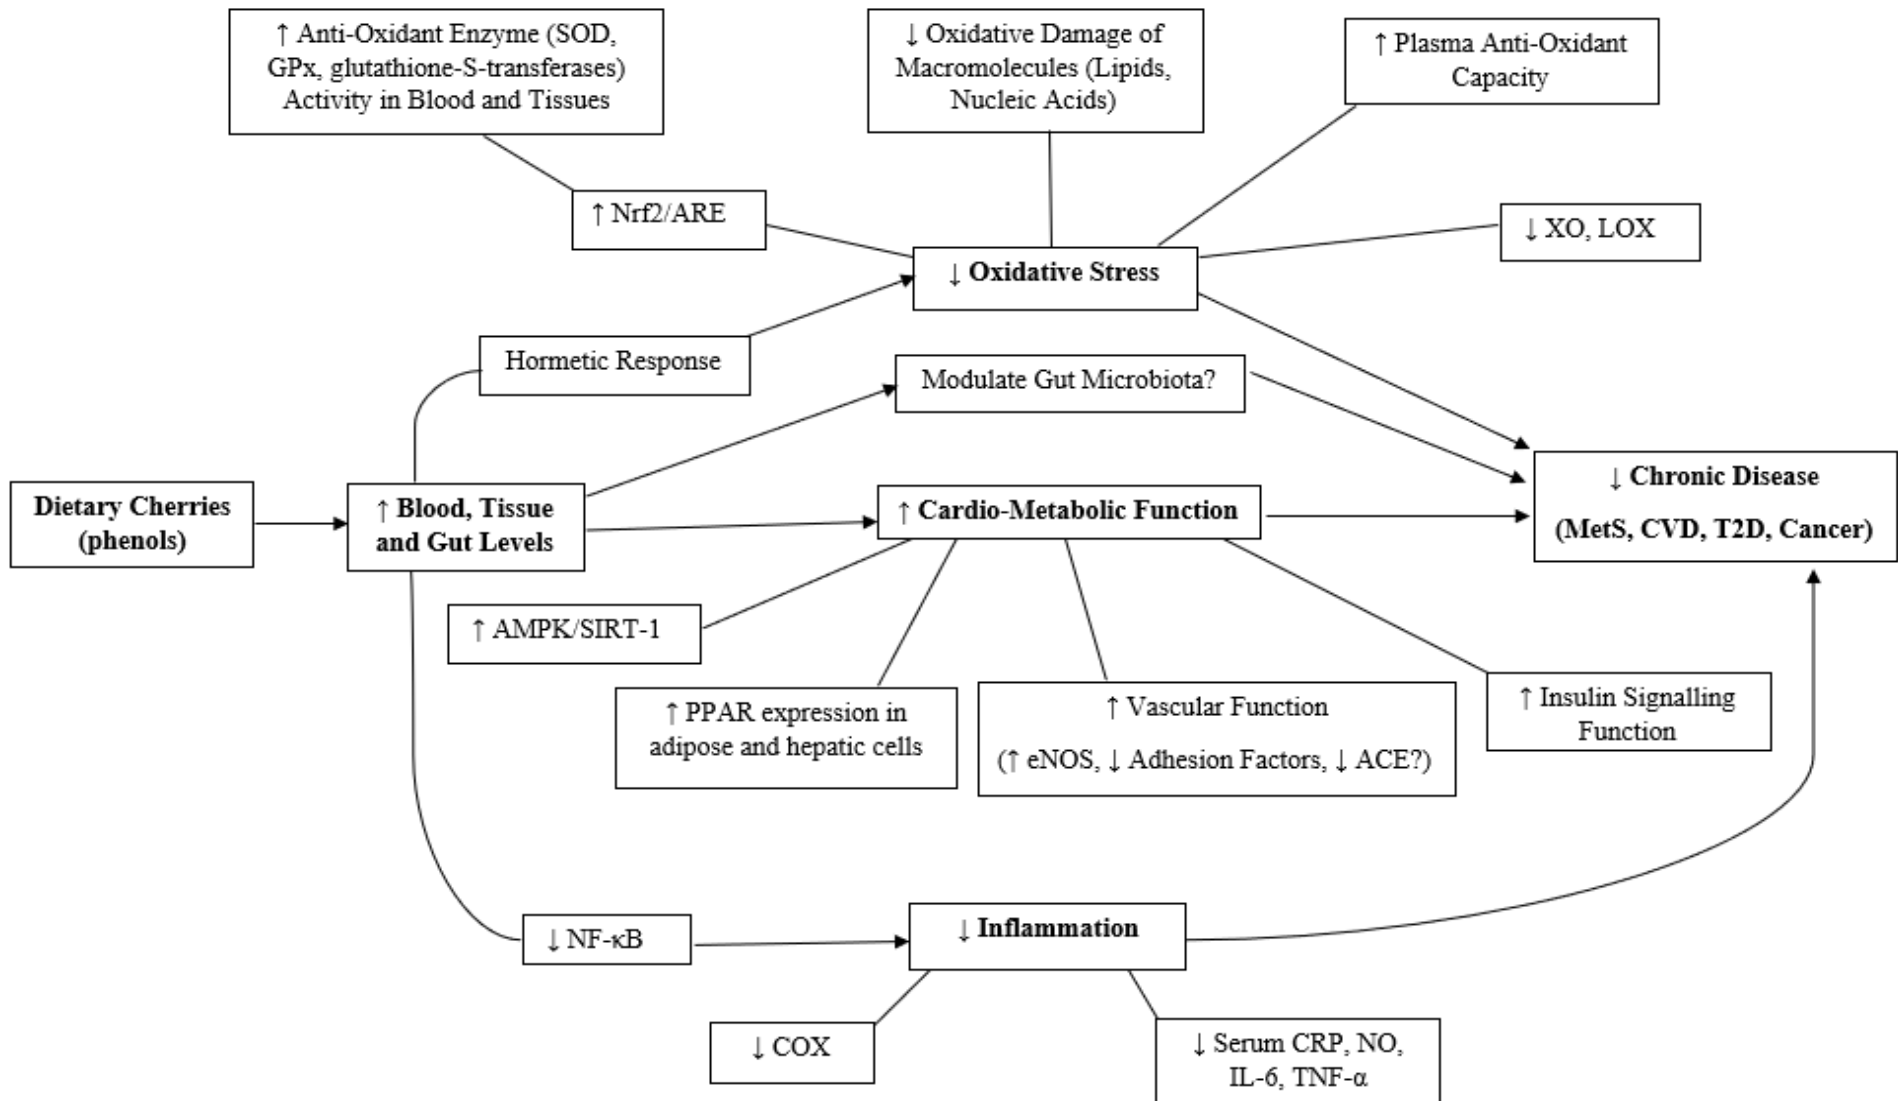 ↑ Anti-Oxidant Enzyme (SOD,
GPx, glutathione-S-transferases)
Activity in Blood and Tissues
↓ Oxidative Damage of
Macromolecules (Lipids,
Nucleic Acids)
↑ Plasma Anti-Oxidant
Capacity
↑ Nrf2/ARE
↓ XO, LOX
↓ Oxidative Stress
Hormetic Response
Modulate Gut Microbiota?
Dietary Cherries
(phenols)
↑ Blood, Tissue
and Gut Levels
↑ Cardio-Metabolic Function
↓ Chronic Disease
(MetS, CVD, T2D, Cancer)
↑ AMPK/SIRT-1
↑ PPAR expression in
adipose and hepatic cells
↑ Vascular Function
(↑ eNOS, ↓ Adhesion Factors, ↓ ACE?)
↑ Insulin Signalling
Function
↓ NF-κB
↓ Inflammation
↓ COX
↓ Serum CRP, NO,
IL-6, TNF-α